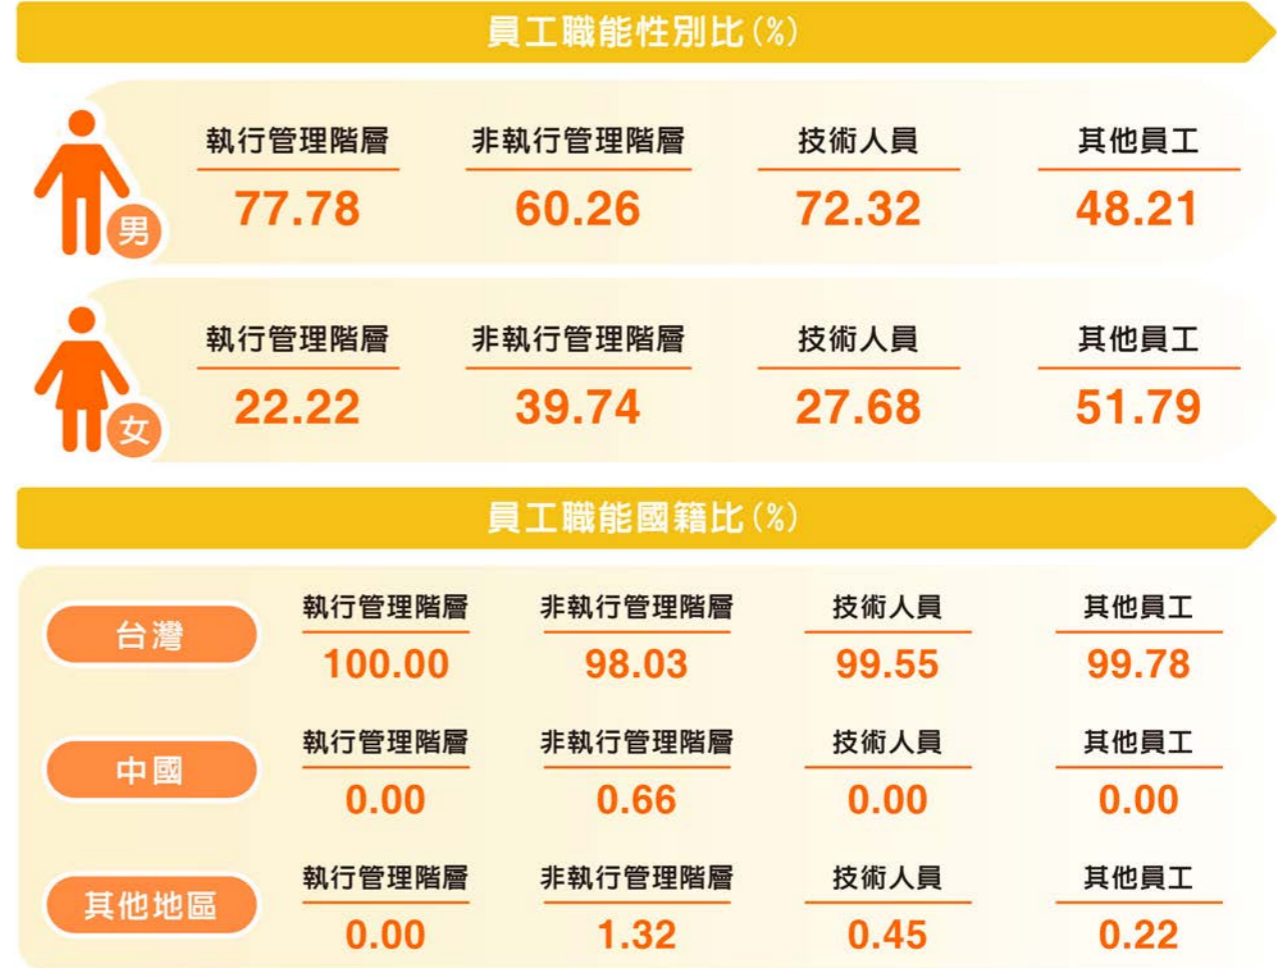 員工職能性別比(%)
執行管理階層 非執行管理階層 技術人員 其他員工
77.78 60.26 72.32 48.21
男
執行管理階層 非執行管理階層 技術人員 其他員工
22.22 39.74 27.68 51.79
女
員工職能國籍比(%)
台灣
執行管理階層 非執行管理階層 技術人員 其他員工
100.00 98.03 99.55 99.78
中國
執行管理階層 非執行管理階層 技術人員 其他員工
0.00 0.66 0.00 0.00
其他地區
執行管理階層 非執行管理階層 技術人員 其他員工
0.00 1.32 0.45 0.22